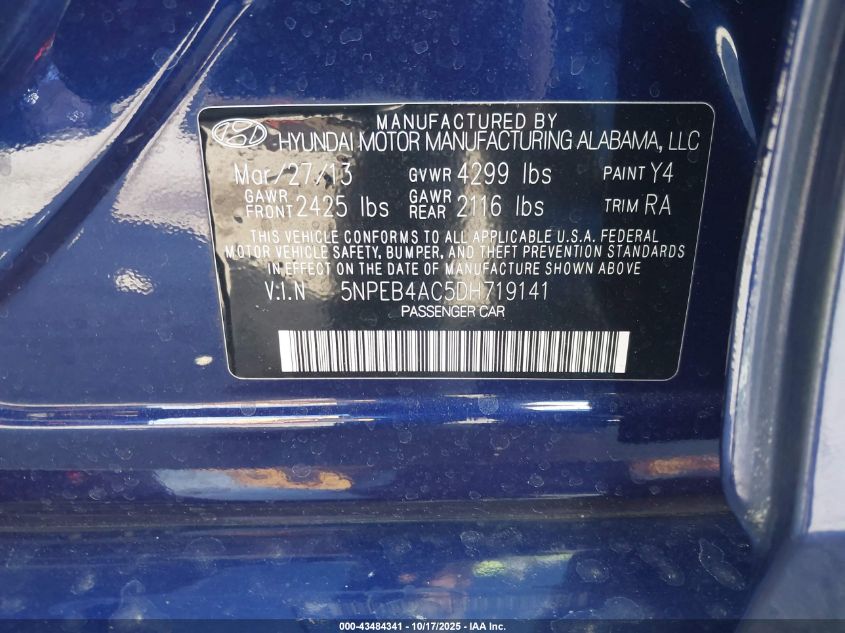 MANUFACTURED BY
HYUNDAI MOTOR MANUFACTURING ALABAMA, LLC
Mar/27/13 GVWR 4299 lbs PAINT Y4
GAWR FRONT 2425 lbs GAWR REAR 2116 lbs TRIM RA
THIS VEHICLE CONFORMS TO ALL APPLICABLE U.S.A. FEDERAL
MOTOR VEHICLE SAFETY, BUMPER, AND THEFT PREVENTION STANDARDS
IN EFFECT ON THE DATE OF MANUFACTURE SHOWN ABOVE
V.I.N 5NPEB4AC5DH719141
PASSENGER CAR
000-43484341 - 10/17/2025 - IAA Inc.